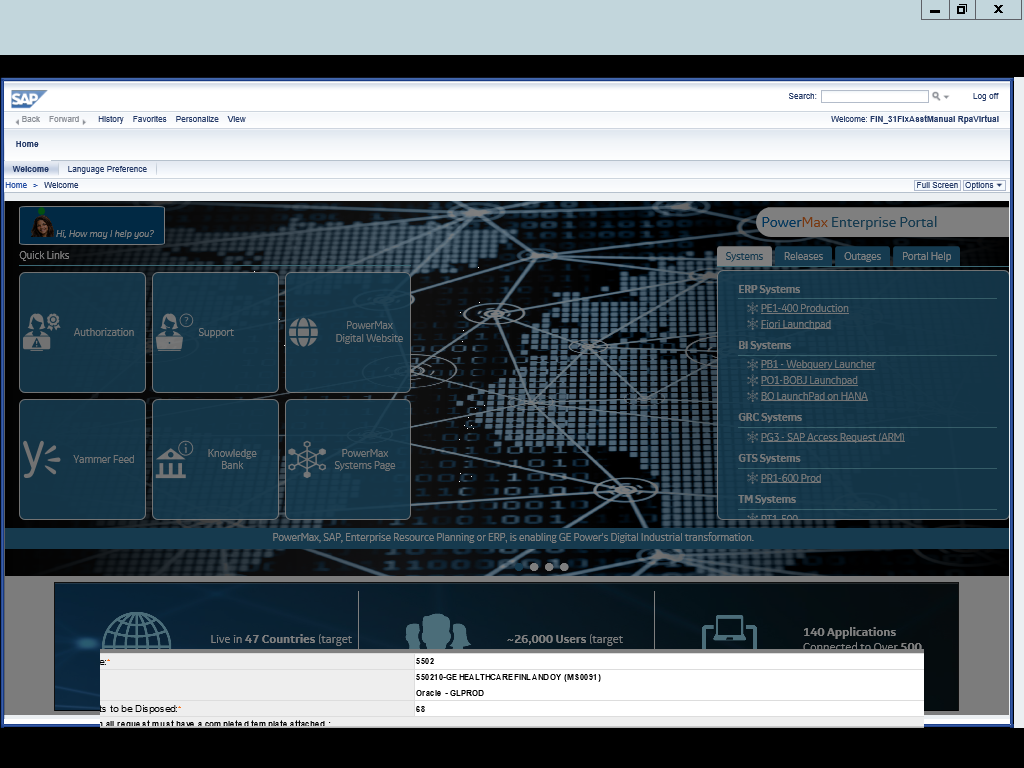 SAP
Search:
Log off
Back Forward History Favorites Personalize View
Welcome: FIN_31FixAsstManual RpaVirtual
Home
Welcome Language Preference
Home > Welcome
Full Screen Options
Hi, How may I help you?
PowerMax Enterprise Portal
Quick Links
Systems Releases Outages Portal Help
Authorization
Support
PowerMax
Digital Website
Yammer Feed
Knowledge
Bank
PowerMax
Systems Page
ERP Systems
PE1-400 Production
Fiori Launchpad
BI Systems
PB1 - Webquery Launcher
PO1-BOBJ Launchpad
BO LaunchPad on HANA
GRC Systems
PG3 - SAP Access Request (ARM)
GTS Systems
PR1-600 Prod
TM Systems
PT1-500
PowerMax, SAP, Enterprise Resource Planning or ERP, is enabling GE Power's Digital Industrial transformation.
Live in 47 Countries (target
~26,000 Users (target
140 Applications
Connected to Over 500
e:* 5502
550210-GE HEALTHCARE FINLAND OY (MS0091)
Oracle - GLPROD
ts to be Disposed:* 68
all request must have a completed template attached :